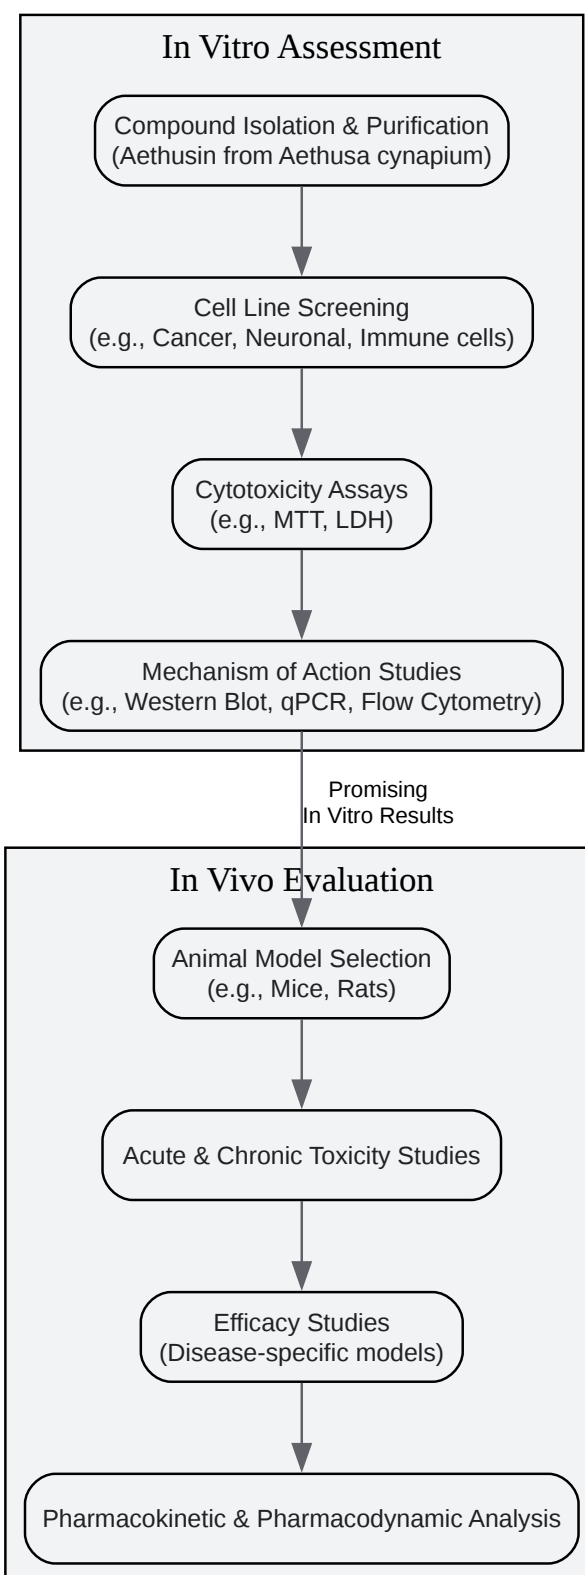 In Vitro Assessment
Compound Isolation & Purification
(Aethusin from Aethusa cynapium)
Cell Line Screening
(e.g., Cancer, Neuronal, Immune cells)
Cytotoxicity Assays
(e.g., MTT, LDH)
Mechanism of Action Studies
(e.g., Western Blot, qPCR, Flow Cytometry)
Promising
In Vitro Results
In Vivo Evaluation
Animal Model Selection
(e.g., Mice, Rats)
Acute & Chronic Toxicity Studies
Efficacy Studies
(Disease-specific models)
Pharmacokinetic & Pharmacodynamic Analysis